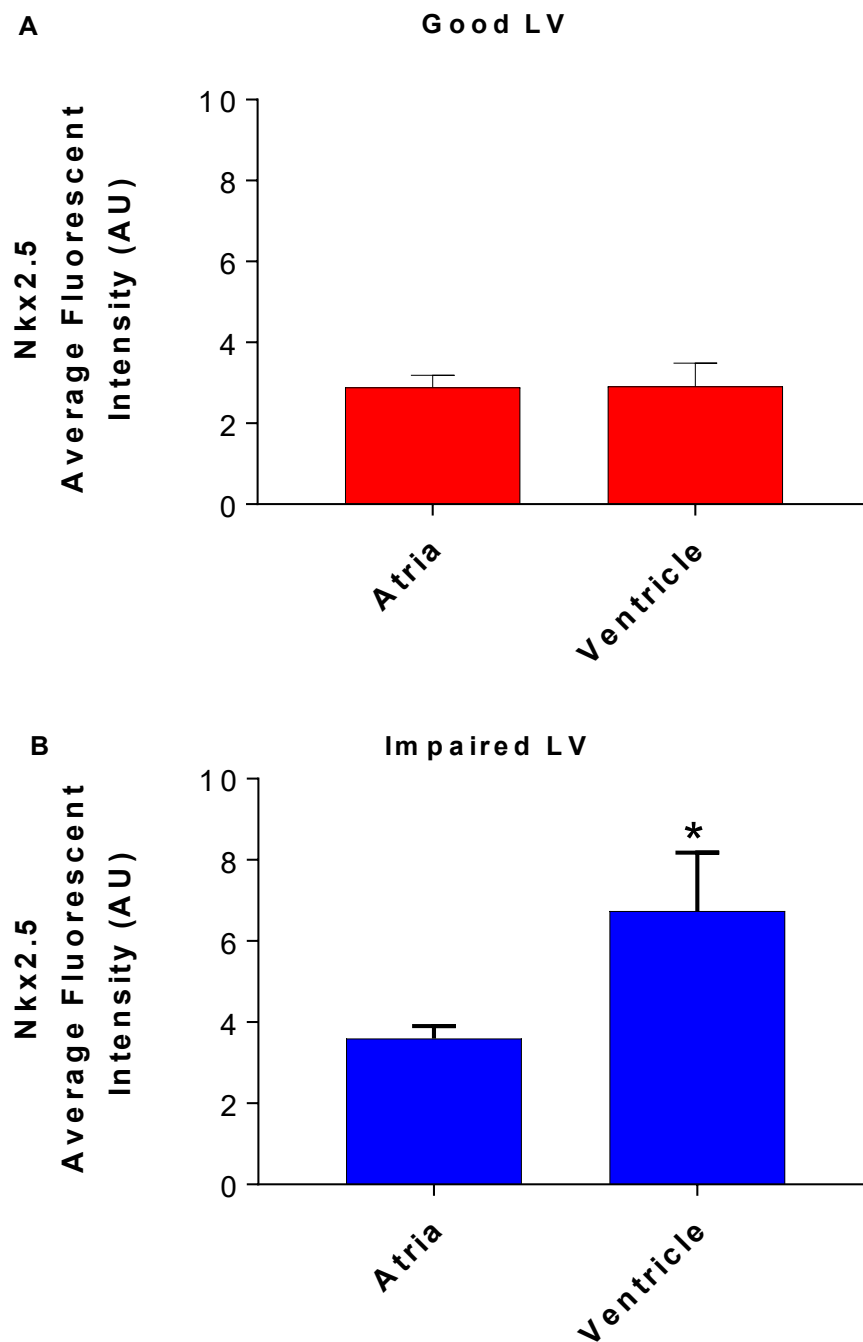 A
Good LV
Nkx2.5
Average Fluorescent
Intensity (AU)
10
8
6
4
2
0
Atria
Ventricle
B
Impaired LV
Nkx2.5
Average Fluorescent
Intensity (AU)
10
8
*
6
4
2
0
Atria
Ventricle